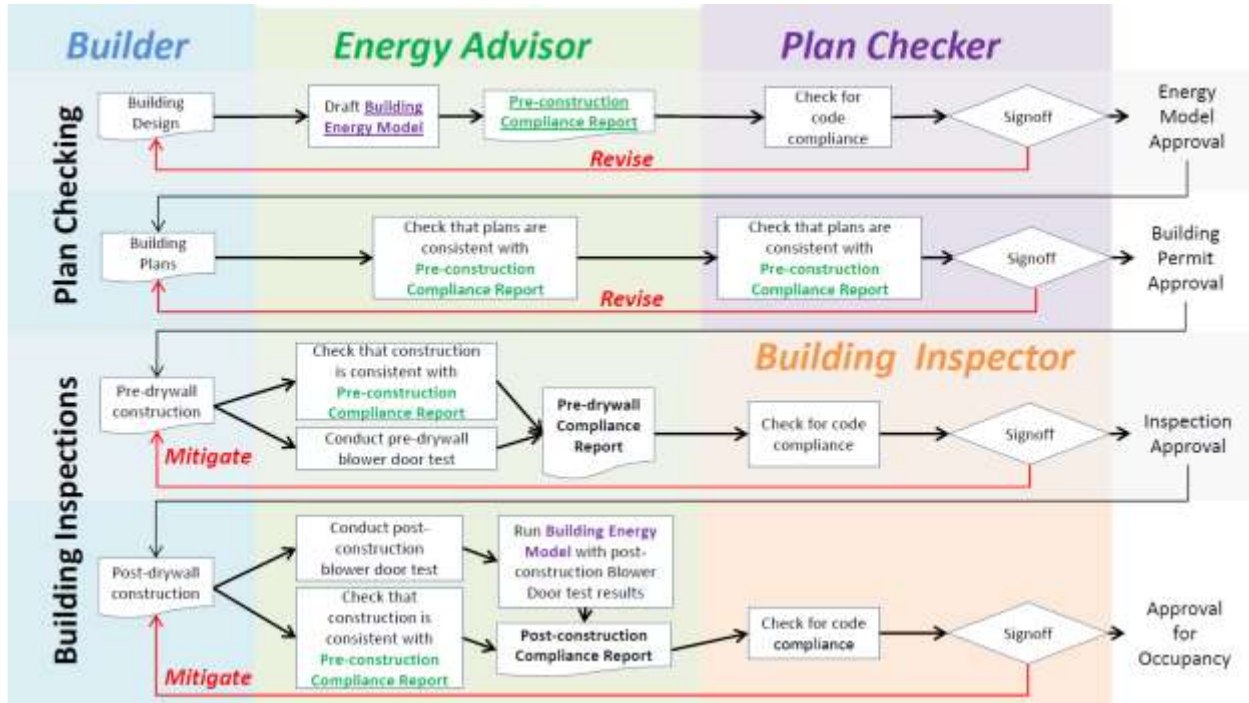 Builder
Energy Advisor
Plan Checker
Plan Checking
Building
Design
Draft Building
Energy Model
Pre-construction
Compliance Report
Check for
code
compliance
Signoff
Energy
Model
Approval
Revise
Building
Plans
Check that plans are
consistent with
Pre-construction
Compliance Report
Check that plans are
consistent with
Pre-construction
Compliance Report
Signoff
Building
Permit
Approval
Revise
Building Inspector
Building Inspections
Pre-drywall
construction
Check that construction
is consistent with
Pre-construction
Compliance Report
Conduct pre-drywall
blower door test
Pre-drywall
Compliance
Report
Check for code
compliance
Signoff
Inspection
Approval
Mitigate
Post-drywall
construction
Conduct post-
construction
blower door test
Run Building Energy
Model with post-
construction Blower
Door test results
Check that
construction is
consistent with
Pre-construction
Compliance Report
Post-construction
Compliance Report
Check for code
compliance
Signoff
Approval
for
Occupancy
Mitigate